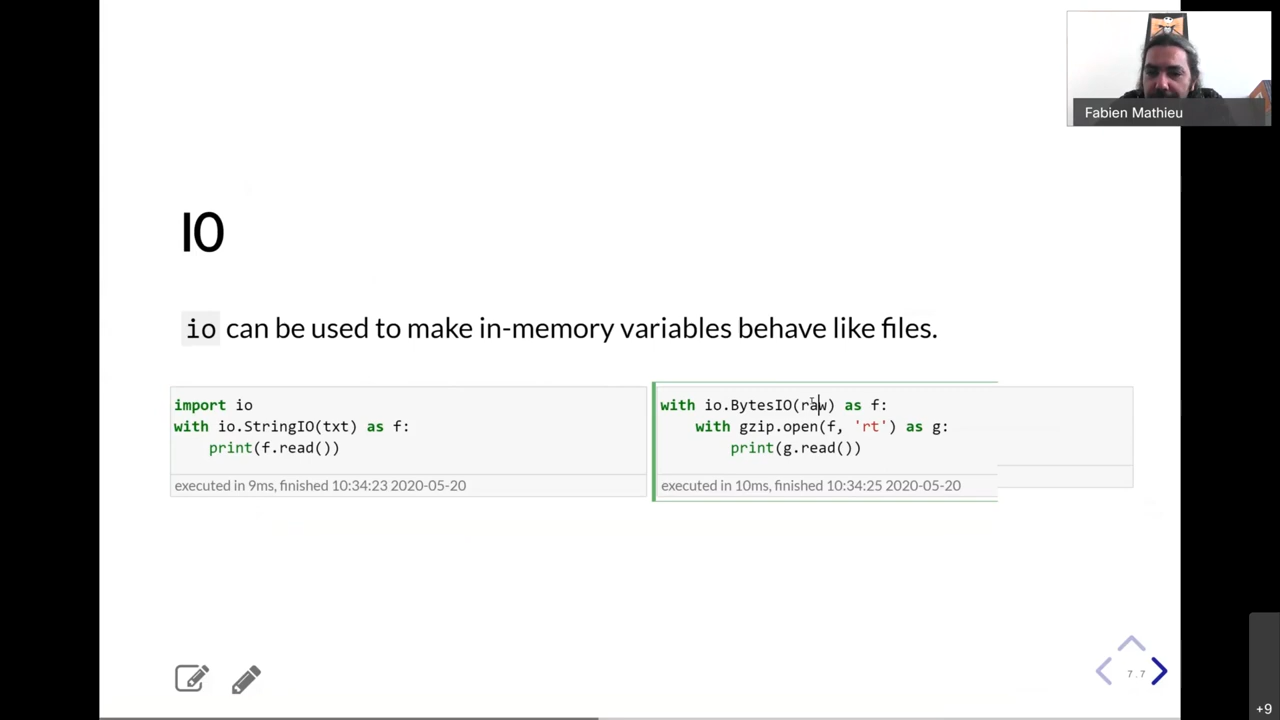 Fabien Mathieu
IO
io can be used to make in-memory variables behave like files.
import io
with io.StringIO(txt) as f:
    print(f.read())
executed in 9ms, finished 10:34:23 2020-05-20
with io.BytesIO(raw) as f:
    with gzip.open(f, 'rt') as g:
        print(g.read())
executed in 10ms, finished 10:34:25 2020-05-20
7.7
+9